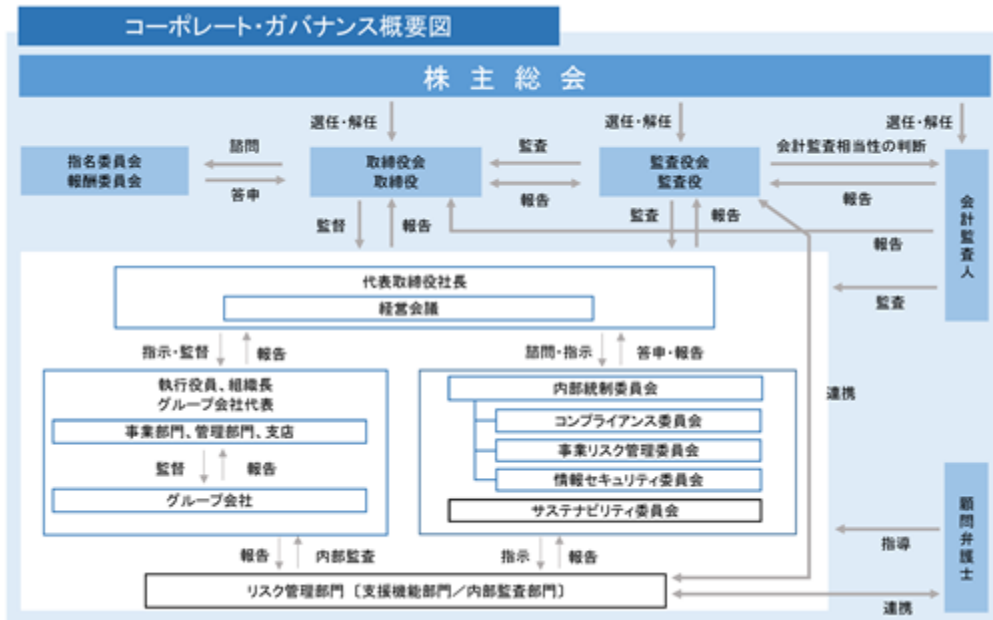 コーポレート・ガバナンス概要図
株主総会
選任・解任
選任・解任
選任・解任
指名委員会
報酬委員会
諮問
答申
取締役会
取締役
監査
報告
監査役会
監査役
会計監査相当性の判断
報告
会計監査人
監督
報告
監査
報告
報告
監査
代表取締役社長
経営会議
指示・監督
報告
諮問・指示
答申・報告
執行役員、組織長
グループ会社代表
事業部門、管理部門、支店
監督
報告
グループ会社
内部統制委員会
コンプライアンス委員会
事業リスク管理委員会
情報セキュリティ委員会
サステナビリティ委員会
連携
報告
内部監査
指示
報告
リスク管理部門〔支援機能部門／内部監査部門〕
顧問弁護士
指導
連携